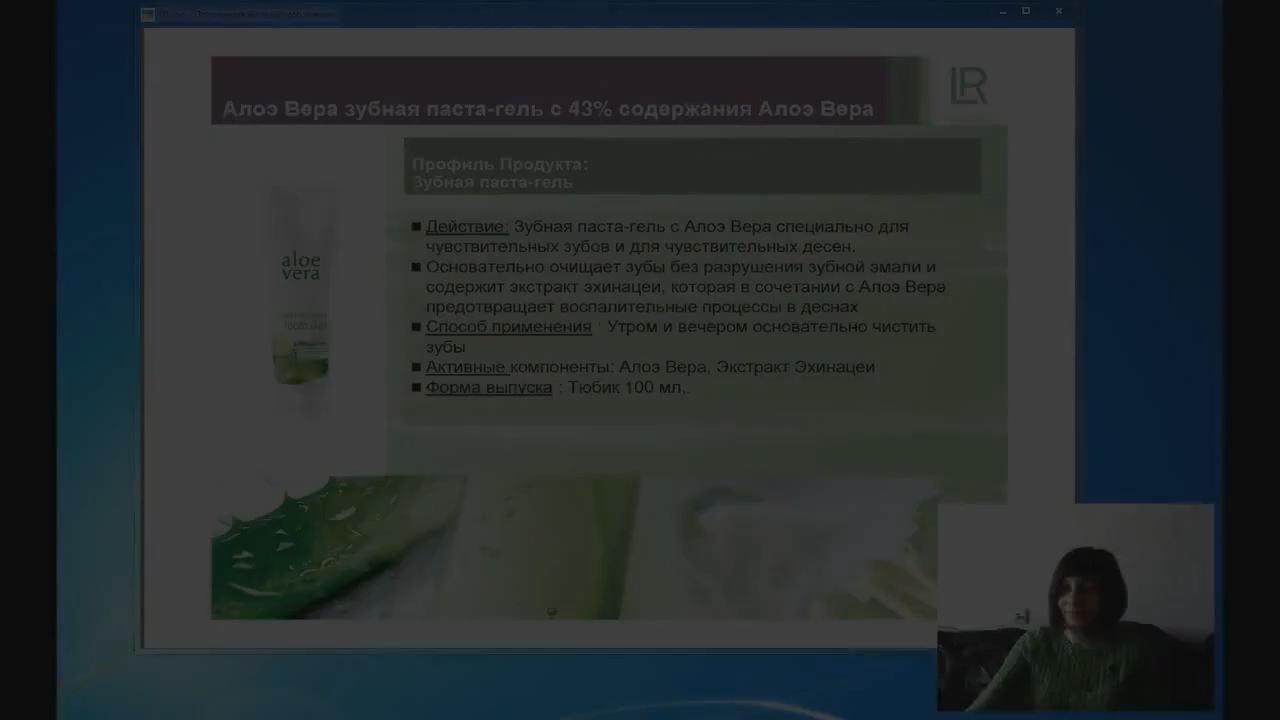 Алоэ Вера зубная паста-гель с 43% содержания Алоэ Вера
LR
Профиль Продукта:
Зубная паста-гель
aloe
vera
Действие: Зубная паста-гель с Алоэ Вера специально для
чувствительных зубов и для чувствительных десен.
Основательно очищает зубы без разрушения зубной эмали и
содержит экстракт эхинацеи, которая в сочетании с Алоэ Вера
предотвращает воспалительные процессы в деснах
Способ применения : Утром и вечером основательно чистить
зубы
Активные компоненты: Алоэ Вера, Экстракт Эхинацеи
Форма выпуска : Тюбик 100 мл..